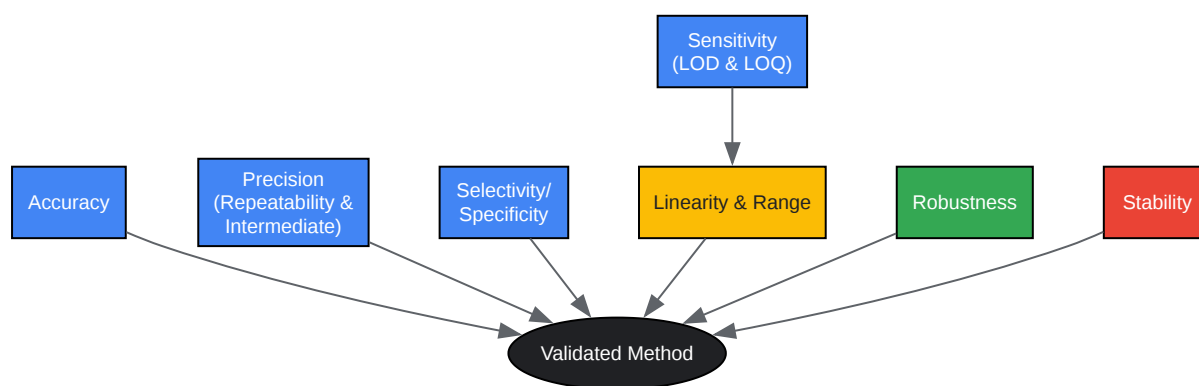 Sensitivity
(LOD & LOQ)
Accuracy
Precision
(Repeatability &
Intermediate)
Selectivity/
Specificity
Linearity & Range
Robustness
Stability
Validated Method